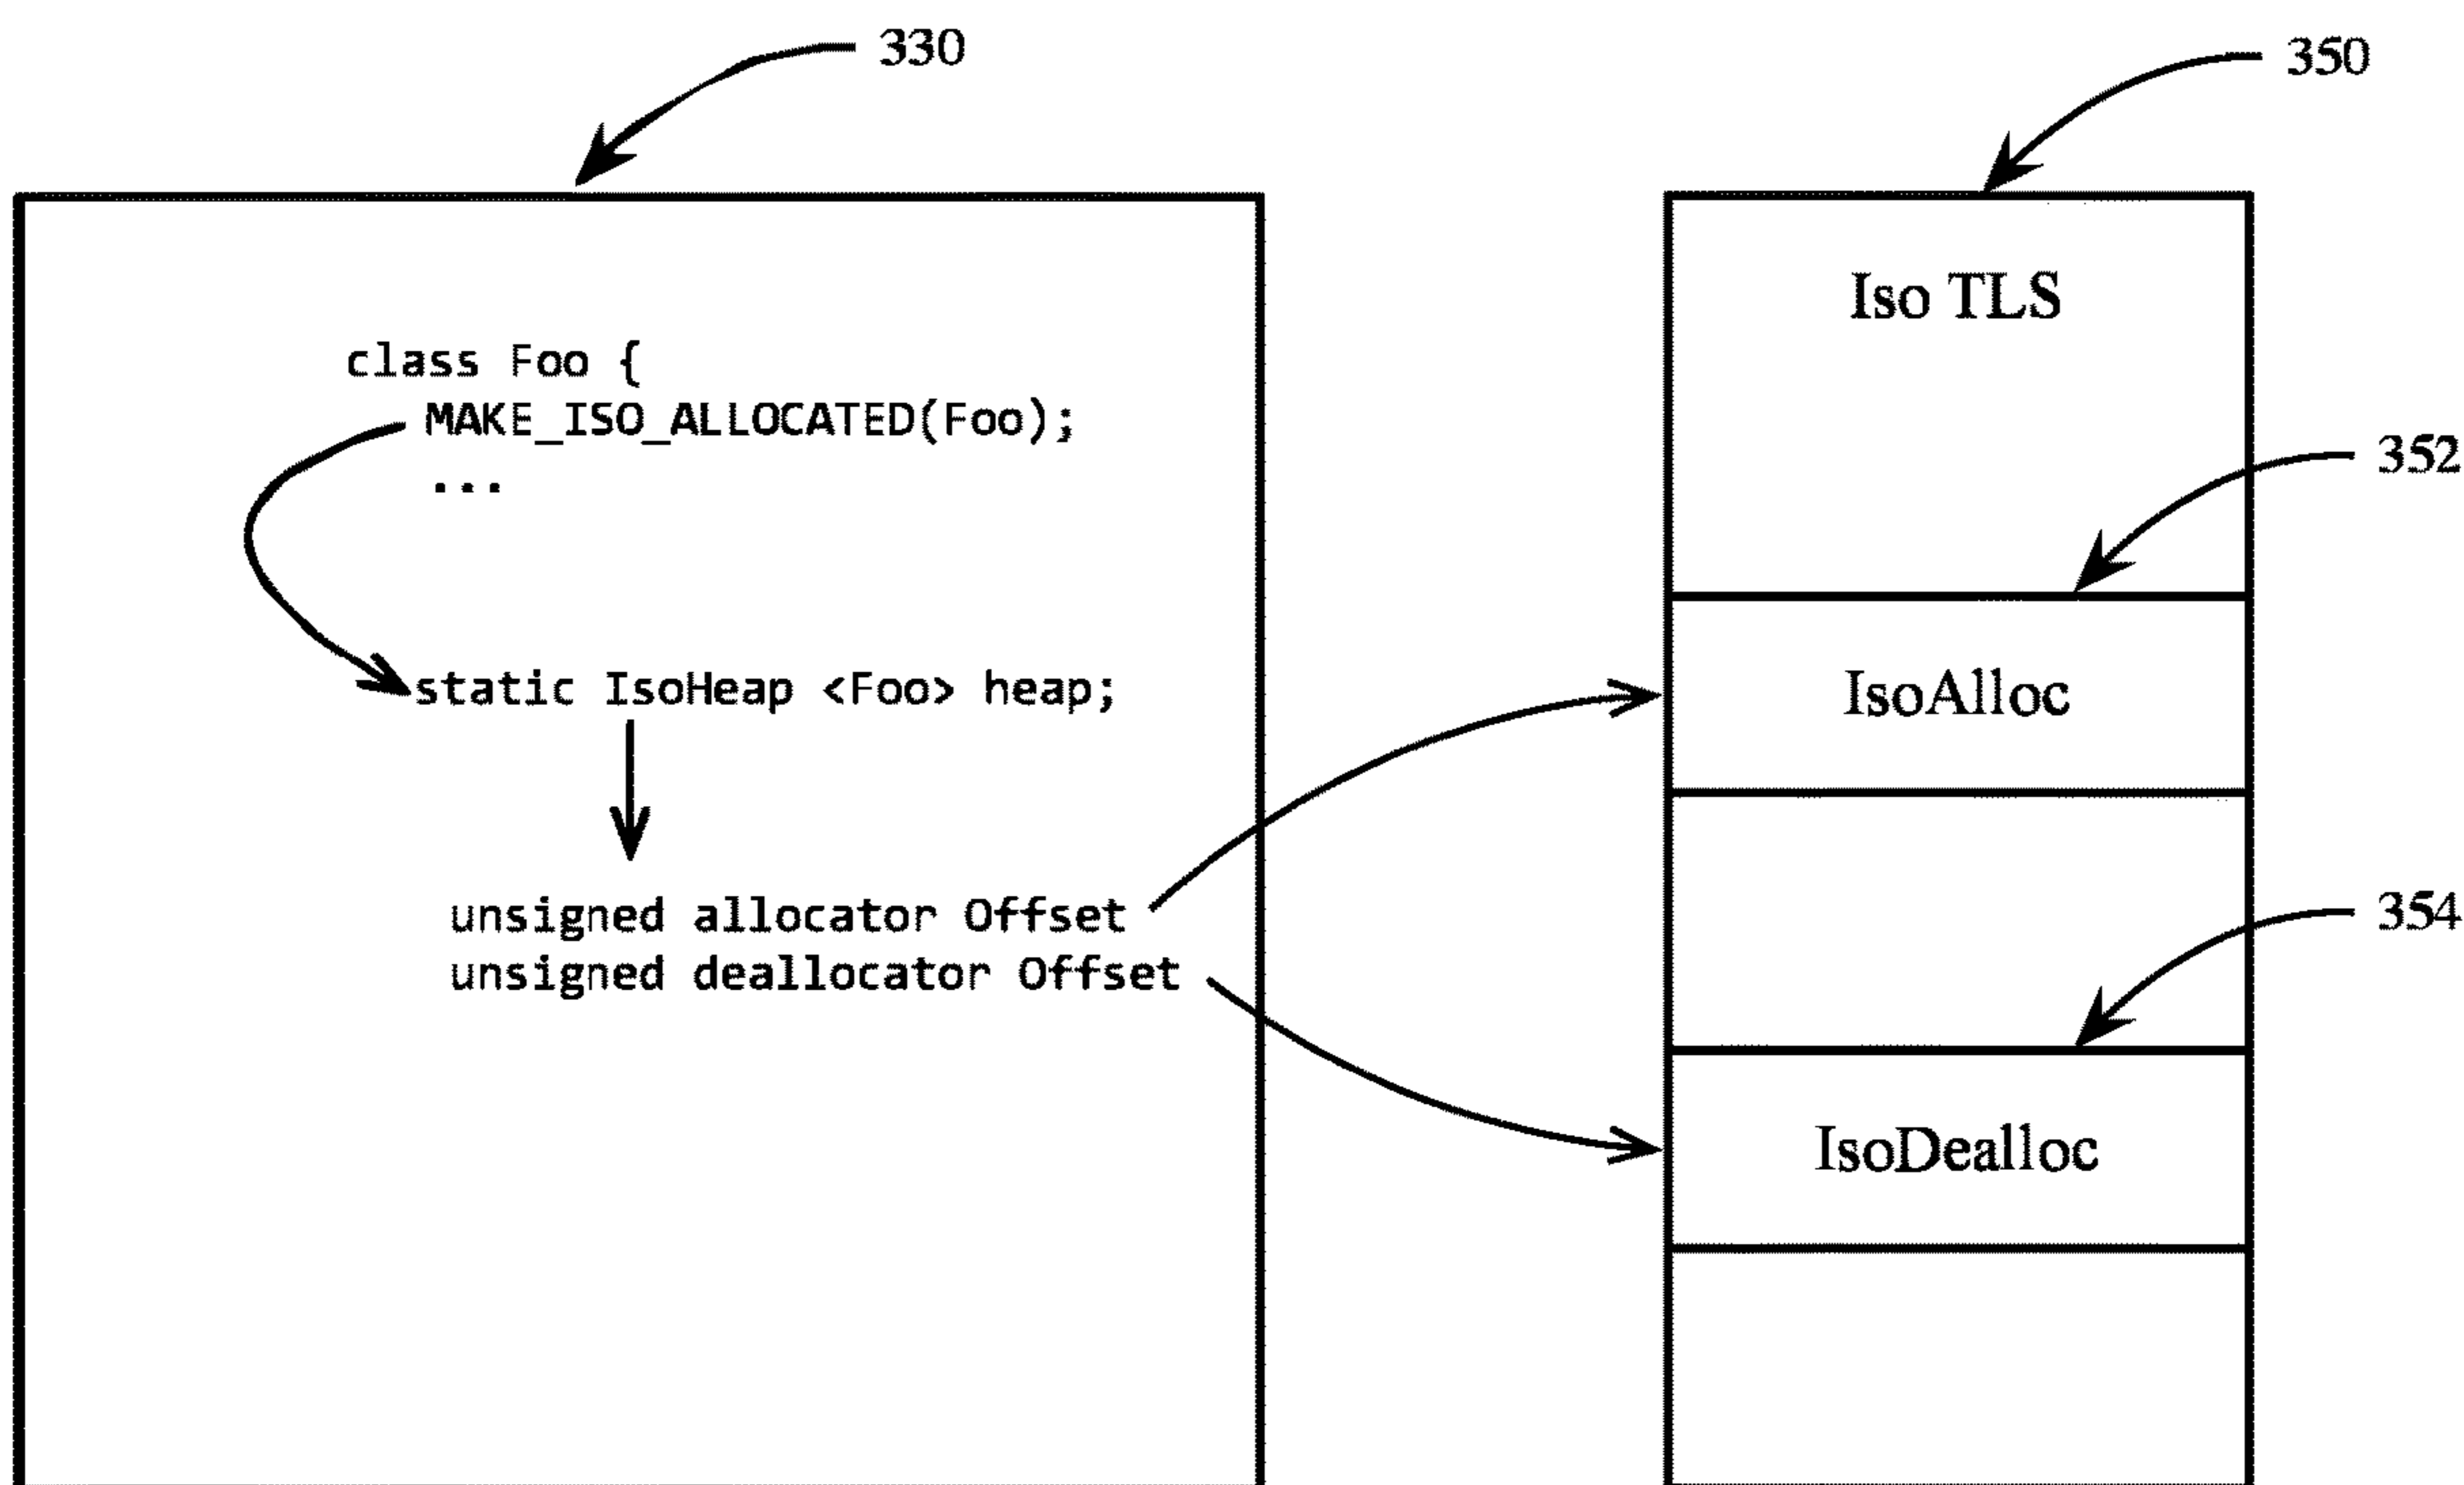 330
class Foo {
MAKE_ISO_ALLOCATED(Foo);
...
static IsoHeap <Foo> heap;
unsigned allocator Offset
unsigned deallocator Offset
350
Iso TLS
352
IsoAlloc
354
IsoDealloc